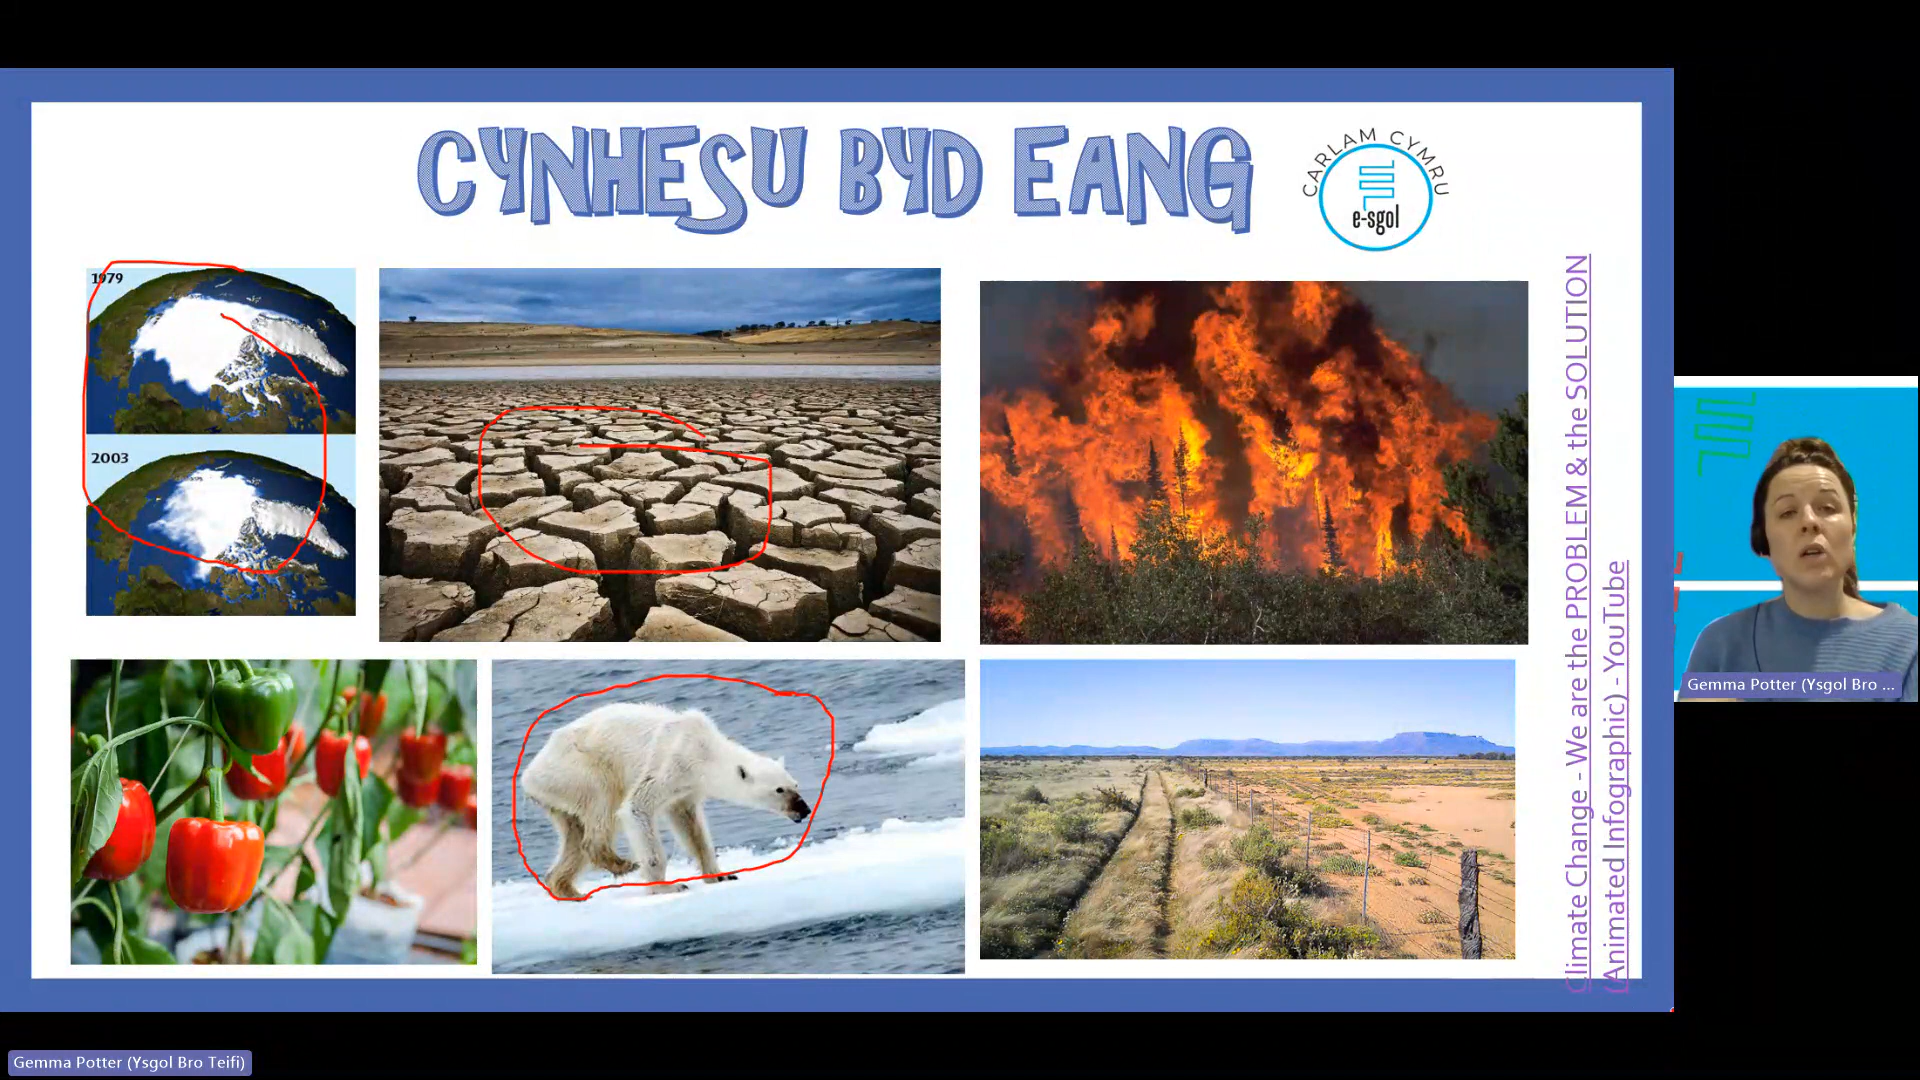 CYNHESU BYD EANG
CARLAM CYMRU
e-sgol
1979
2003
Climate Change - We are the PROBLEM & the SOLUTION
(Animated Infographic) - YouTube
Gemma Potter (Ysgol Bro ...
Gemma Potter (Ysgol Bro Teifi)